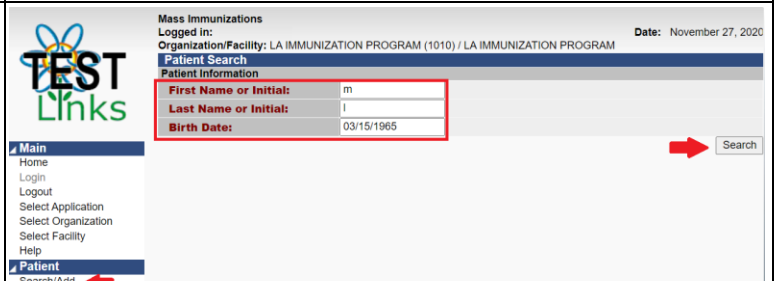 TEST
Links
Mass Immunizations
Logged in:
Date: November 27, 2020
Organization/Facility: LA IMMUNIZATION PROGRAM (1010) / LA IMMUNIZATION PROGRAM
Patient Search
Patient Information
First Name or Initial: m
Last Name or Initial: l
Birth Date: 03/15/1965
Search
Main
Home
Login
Logout
Select Application
Select Organization
Select Facility
Help
Patient
Search/Add